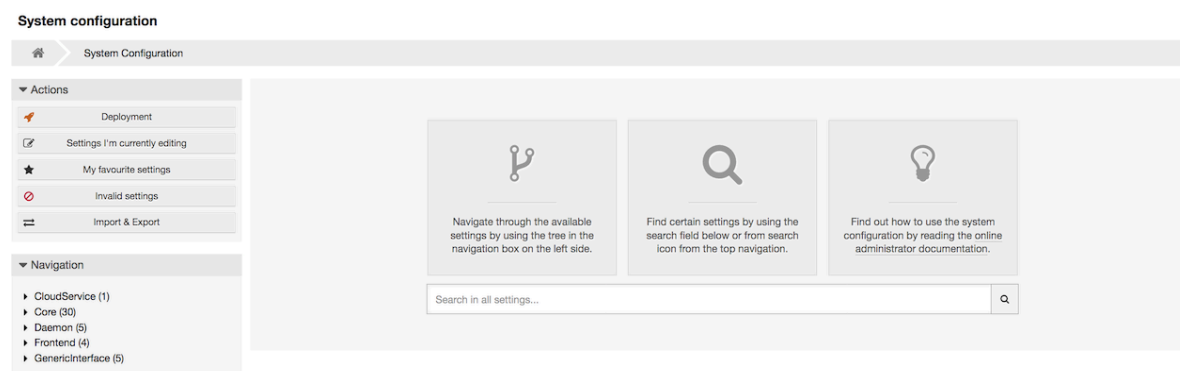 System configuration
System Configuration
Actions
Deployment
Settings I'm currently editing
My favourite settings
Invalid settings
Import & Export
Navigation
CloudService (1)
Core (30)
Daemon (5)
Frontend (4)
GenericInterface (5)
Navigate through the available
settings by using the tree in the
navigation box on the left side.
Find certain settings by using the
search field below or from search
icon from the top navigation.
Find out how to use the system
configuration by reading the online
administrator documentation.
Search in all settings...